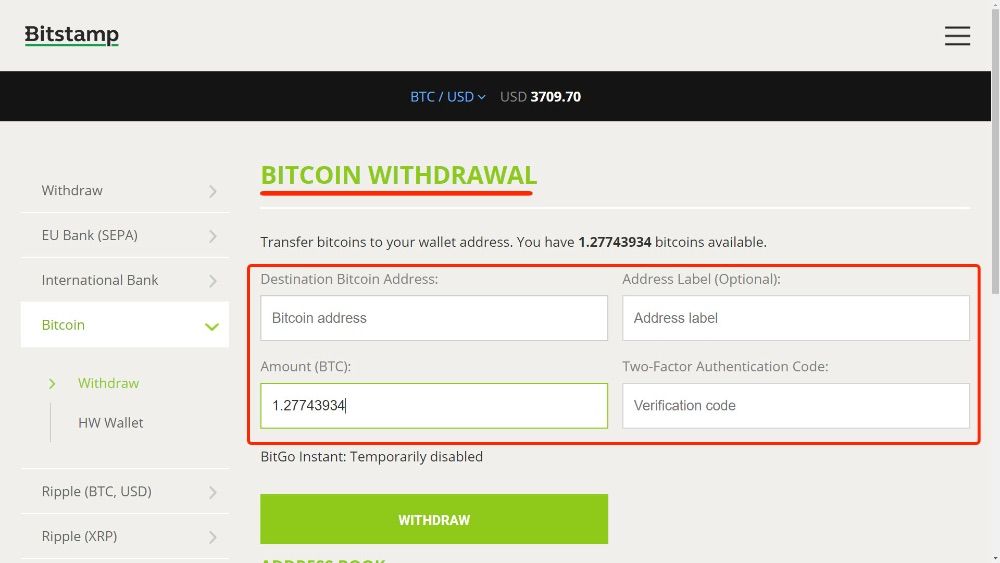 Bitstamp
BTC / USD USD 3709.70
Withdraw
EU Bank (SEPA)
International Bank
Bitcoin
Withdraw
HW Wallet
Ripple (BTC, USD)
Ripple (XRP)
BITCOIN WITHDRAWAL
Transfer bitcoins to your wallet address. You have 1.27743934 bitcoins available.
Destination Bitcoin Address:
Bitcoin address
Address Label (Optional):
Address label
Amount (BTC):
1.27743934
Two-Factor Authentication Code:
Verification code
BitGo Instant: Temporarily disabled
WITHDRAW
ADDRESS BOOK